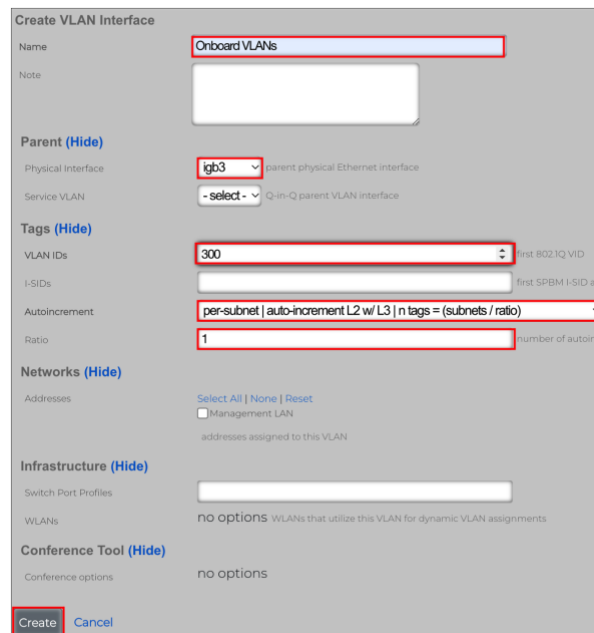 Create VLAN Interface
Name Onboard VLANs
Note
Parent (Hide)
Physical Interface igb3 parent physical Ethernet interface
Service VLAN - select - Q-in-Q parent VLAN interface
Tags (Hide)
VLAN IDs 300 first 802.1Q VID
I-SIDs first SPBM I-SID a
Autoincrement per-subnet | auto-increment L2 w/ L3 | n tags = (subnets / ratio)
Ratio 1 number of autoin
Networks (Hide)
Addresses Select All | None | Reset
Management LAN
addresses assigned to this VLAN
Infrastructure (Hide)
Switch Port Profiles
WLANs no options WLANs that utilize this VLAN for dynamic VLAN assignments
Conference Tool (Hide)
Conference options no options
Create Cancel